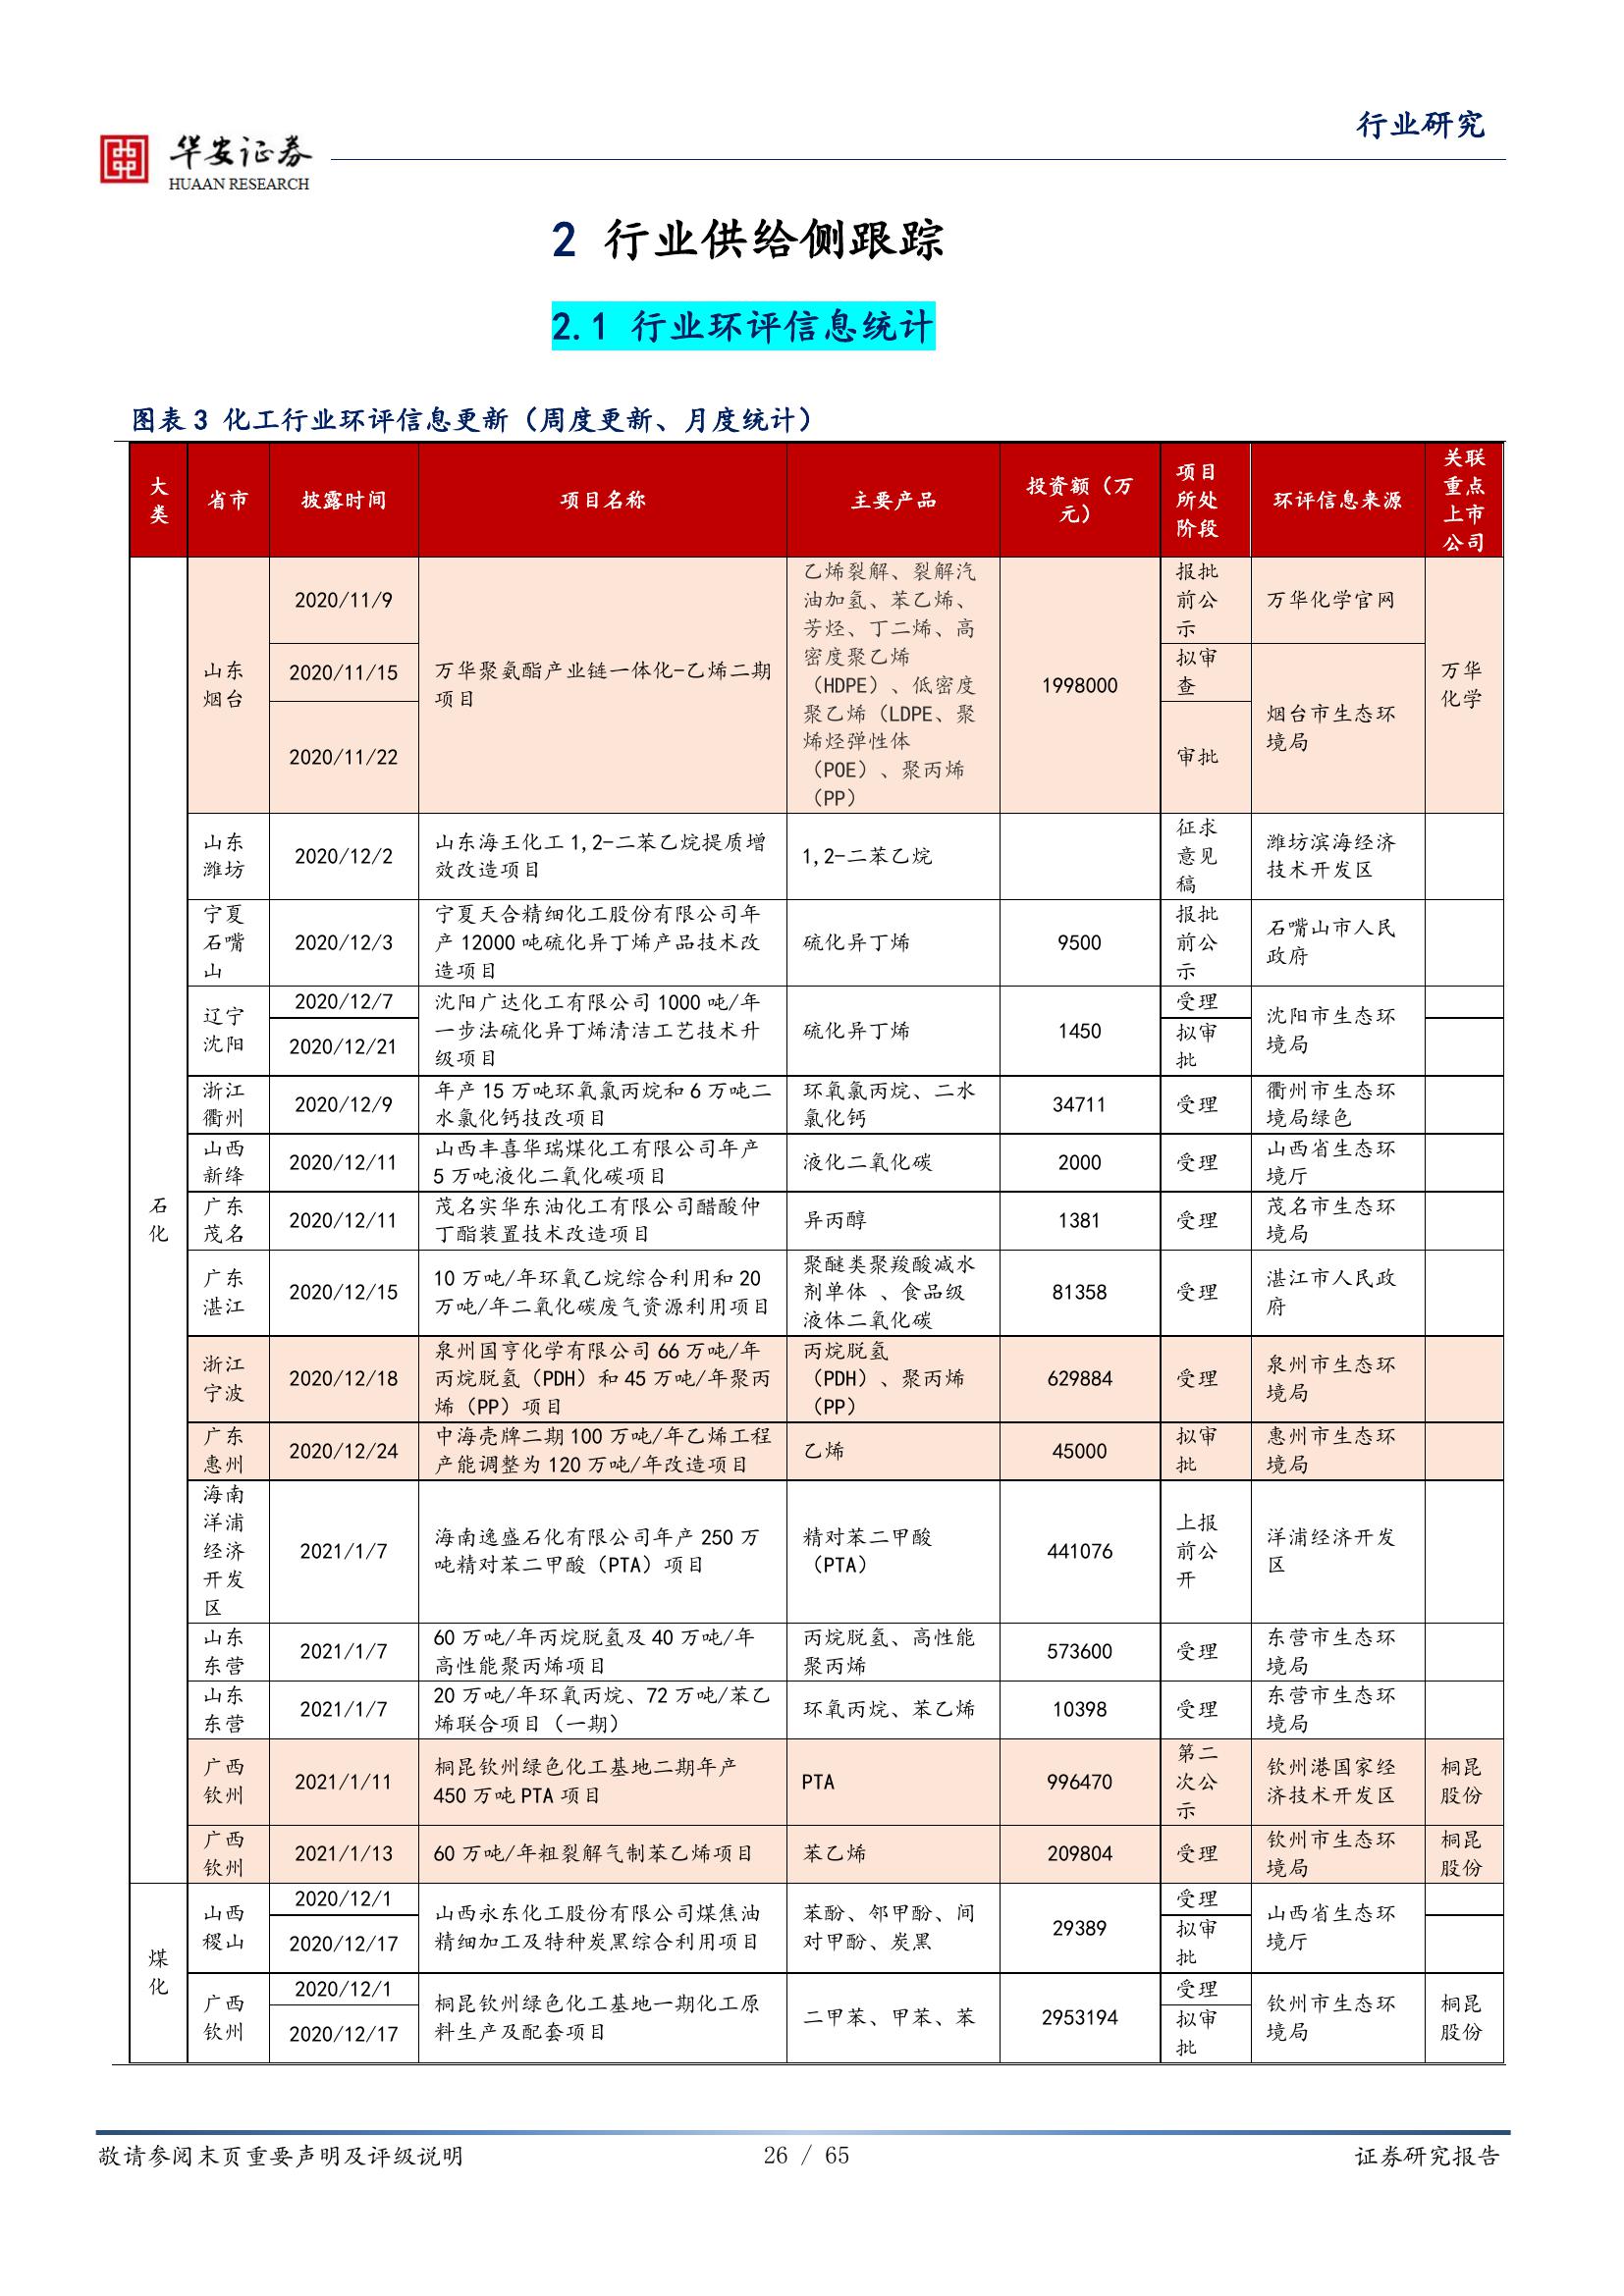 行业研究
华安证券
HUAAN RESEARCH
2 行业供给侧跟踪
2.1 行业环评信息统计
图表 3 化工行业环评信息更新（周度更新、月度统计）
大
类
省市
披露时间
项目名称
主要产品
投资额（万
元）
项目
所处
阶段
环评信息来源
关联
重点
上市
公司
石
化
山东
烟台
2020/11/9
2020/11/15
2020/11/22
万华聚氨酯产业链一体化-乙烯二期
项目
乙烯裂解、裂解汽
油加氢、苯乙烯、
芳烃、丁二烯、高
密度聚乙烯
（HDPE）、低密度
聚乙烯（LDPE、聚
烯烃弹性体
（POE）、聚丙烯
（PP）
1998000
报批
前公
示
拟审
查
审批
万华化学官网
烟台市生态环
境局
万华
化学
山东
潍坊
2020/12/2
山东海王化工 1,2-二苯乙烷提质增
效改造项目
1,2-二苯乙烷
征求
意见
稿
潍坊滨海经济
技术开发区
宁夏
石嘴
山
2020/12/3
宁夏天合精细化工股份有限公司年
产 12000 吨硫化异丁烯产品技术改
造项目
硫化异丁烯
9500
报批
前公
示
石嘴山市人民
政府
辽宁
沈阳
2020/12/7
2020/12/21
沈阳广达化工有限公司 1000 吨/年
一步法硫化异丁烯清洁工艺技术升
级项目
硫化异丁烯
1450
受理
拟审
批
沈阳市生态环
境局
浙江
衢州
2020/12/9
年产 15 万吨环氧氯丙烷和 6 万吨二
水氯化钙技改项目
环氧氯丙烷、二水
氯化钙
34711
受理
衢州市生态环
境局绿色
山西
新绛
2020/12/11
山西丰喜华瑞煤化工有限公司年产
5 万吨液化二氧化碳项目
液化二氧化碳
2000
受理
山西省生态环
境厅
广东
茂名
2020/12/11
茂名实华东油化工有限公司醋酸仲
丁酯装置技术改造项目
异丙醇
1381
受理
茂名市生态环
境局
广东
湛江
2020/12/15
10 万吨/年环氧乙烷综合利用和 20
万吨/年二氧化碳废气资源利用项目
聚醚类聚羧酸减水
剂单体 、食品级
液体二氧化碳
81358
受理
湛江市人民政
府
浙江
宁波
2020/12/18
泉州国亨化学有限公司 66 万吨/年
丙烷脱氢（PDH）和 45 万吨/年聚丙
烯（PP）项目
丙烷脱氢
（PDH）、聚丙烯
（PP）
629884
受理
泉州市生态环
境局
广东
惠州
2020/12/24
中海壳牌二期 100 万吨/年乙烯工程
产能调整为 120 万吨/年改造项目
乙烯
45000
拟审
批
惠州市生态环
境局
海南
洋浦
经济
开发
区
2021/1/7
海南逸盛石化有限公司年产 250 万
吨精对苯二甲酸（PTA）项目
精对苯二甲酸
（PTA）
441076
上报
前公
开
洋浦经济开发
区
山东
东营
2021/1/7
60 万吨/年丙烷脱氢及 40 万吨/年
高性能聚丙烯项目
丙烷脱氢、高性能
聚丙烯
573600
受理
东营市生态环
境局
山东
东营
2021/1/7
20 万吨/年环氧丙烷、72 万吨/苯乙
烯联合项目（一期）
环氧丙烷、苯乙烯
10398
受理
东营市生态环
境局
广西
钦州
2021/1/11
桐昆钦州绿色化工基地二期年产
450 万吨 PTA 项目
PTA
996470
第二
次公
示
钦州港国家经
济技术开发区
桐昆
股份
广西
钦州
2021/1/13
60 万吨/年粗裂解气制苯乙烯项目
苯乙烯
209804
受理
钦州市生态环
境局
桐昆
股份
煤
化
山西
稷山
2020/12/1
2020/12/17
山西永东化工股份有限公司煤焦油
精细加工及特种炭黑综合利用项目
苯酚、邻甲酚、间
对甲酚、炭黑
29389
受理
拟审
批
山西省生态环
境厅
广西
钦州
2020/12/1
2020/12/17
桐昆钦州绿色化工基地一期化工原
料生产及配套项目
二甲苯、甲苯、苯
2953194
受理
拟审
批
钦州市生态环
境局
桐昆
股份
敬请参阅末页重要声明及评级说明
26 / 65
证券研究报告